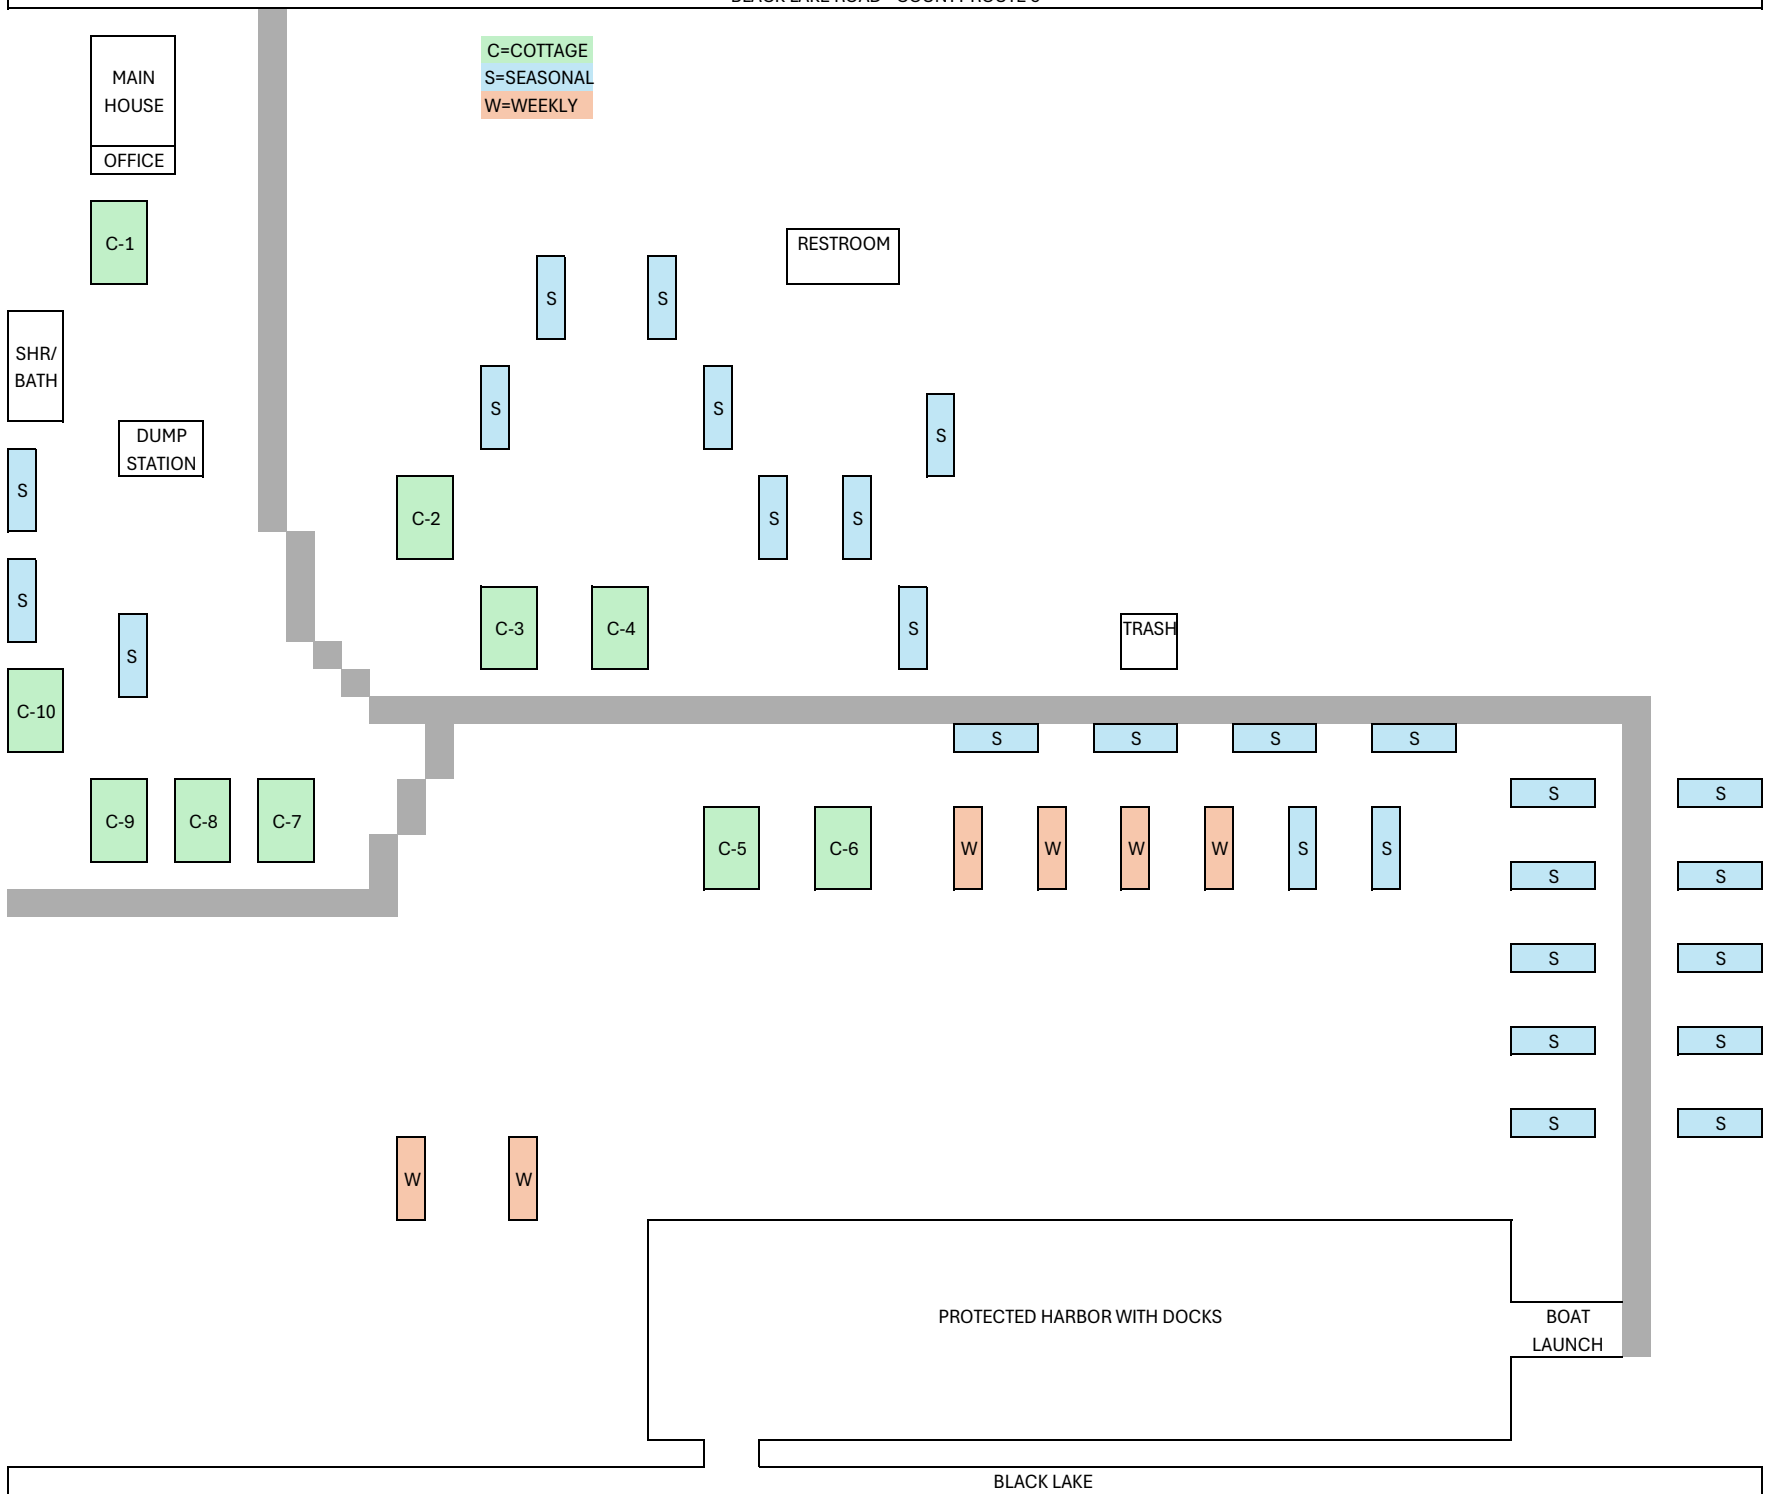 C=COTTAGE
S=SEASONAL
W=WEEKLY
MAIN
HOUSE
OFFICE
C-1
RESTROOM
S
S
SHR/
BATH
S
S
S
DUMP
STATION
S
C-2
S
S
S
C-3
C-4
S
TRASH
S
C-10
S
S
S
S
S
S
C-9
C-8
C-7
C-5
C-6
W
W
W
W
S
S
S
S
S
S
S
S
S
S
W
W
PROTECTED HARBOR WITH DOCKS
BOAT
LAUNCH
BLACK LAKE